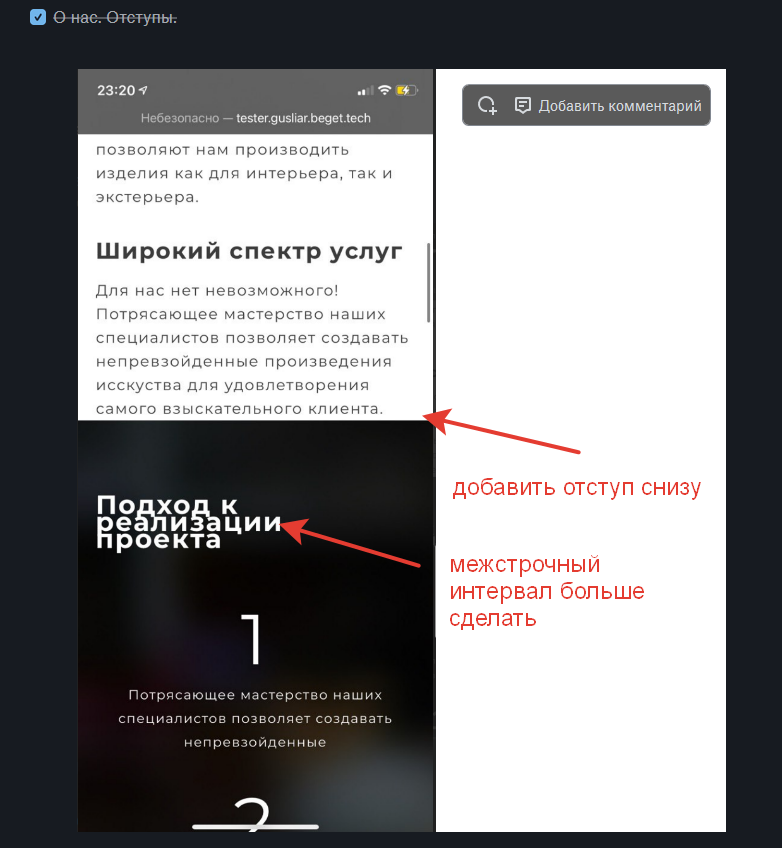 О нас. Отступы.
23:20
Небезопасно — tester.gusliar.beget.tech
Добавить комментарий
позволяют нам производить
изделия как для интерьера, так и
экстерьера.
Широкий спектр услуг
Для нас нет невозможного!
Потрясающее мастерство наших
специалистов позволяет создавать
непревзойденные произведения
исскуства для удовлетворения
самого взыскательного клиента.
добавить отступ снизу
Подход к
реализации
проекта
межстрочный
интервал больше
сделать
1
Потрясающее мастерство наших
специалистов позволяет создавать
непревзойденные
2